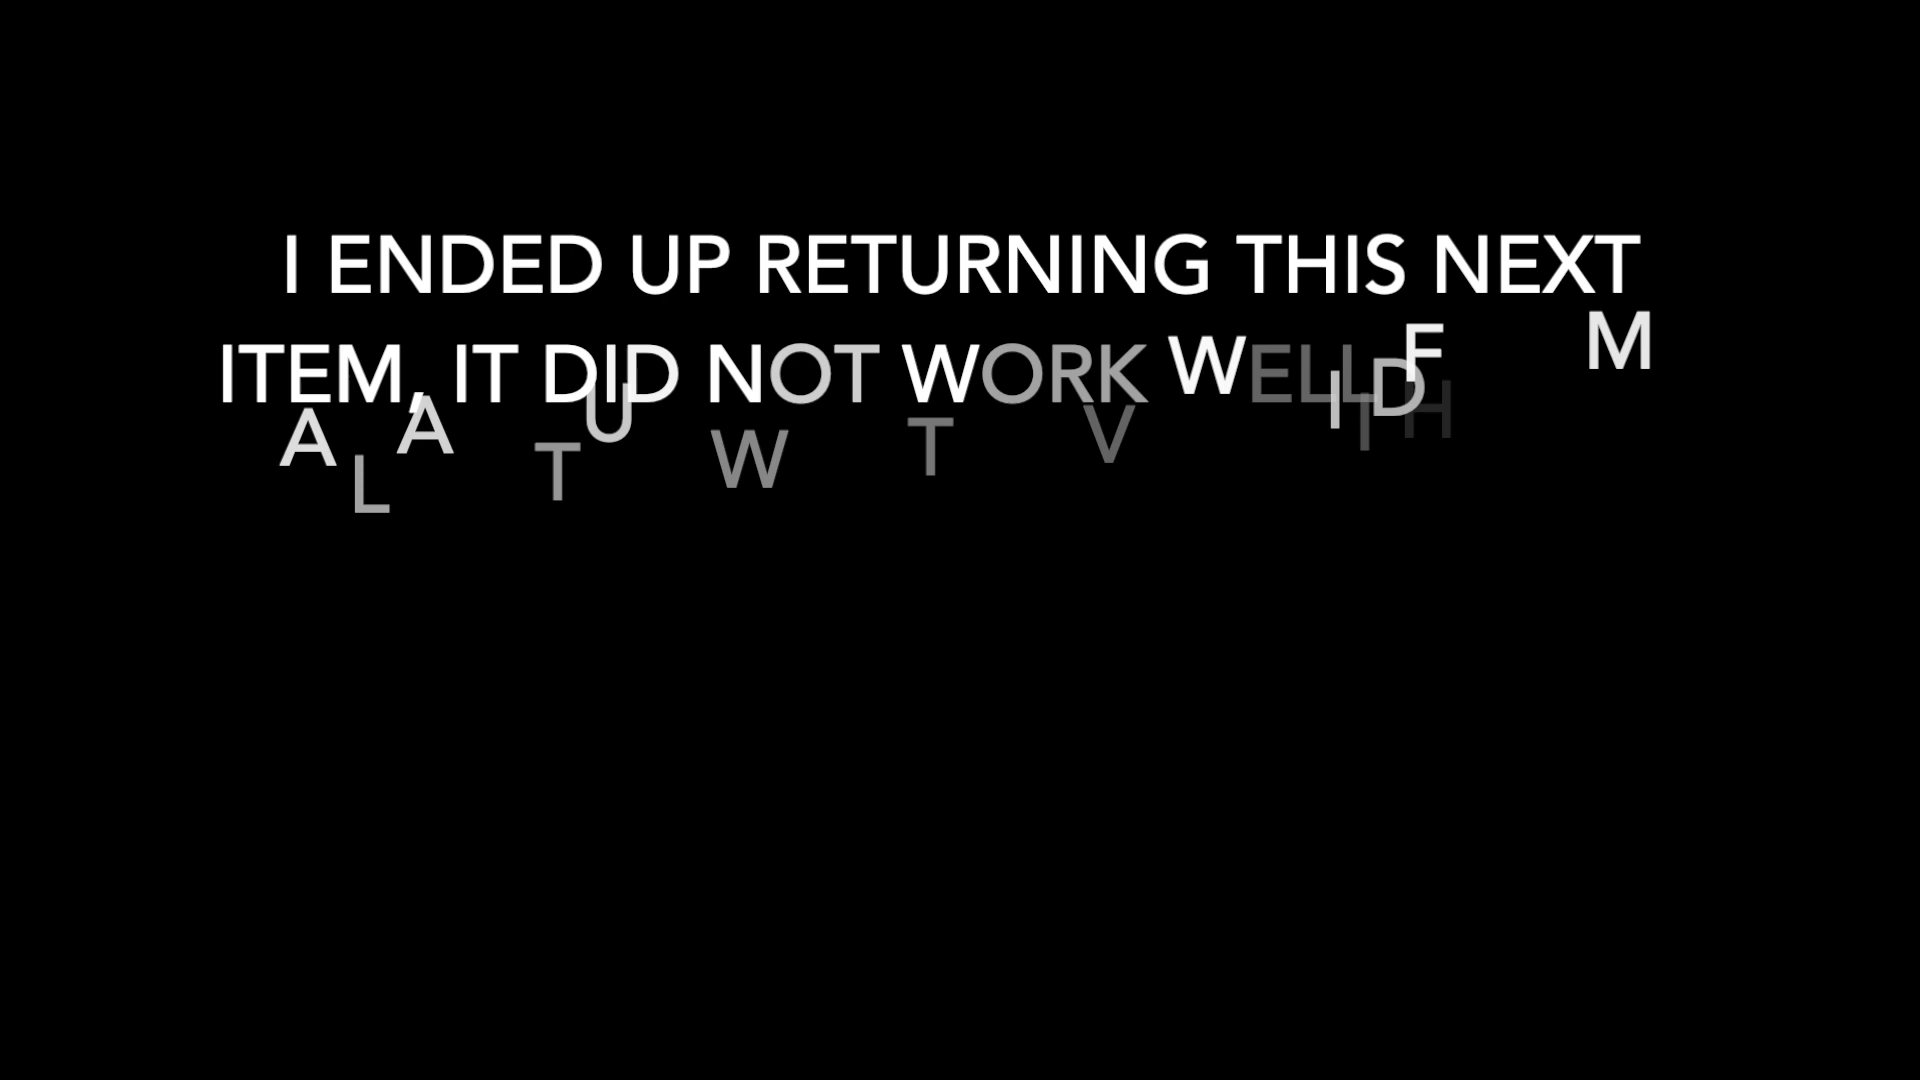 I ENDED UP RETURNING THIS NEXT
ITEM, IT DID NOT WORK WELL